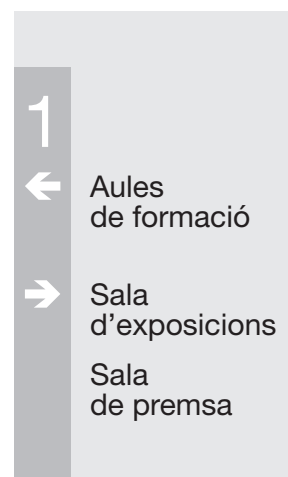 1
← Aules
de formació
→ Sala
d’exposicions
Sala
de premsa